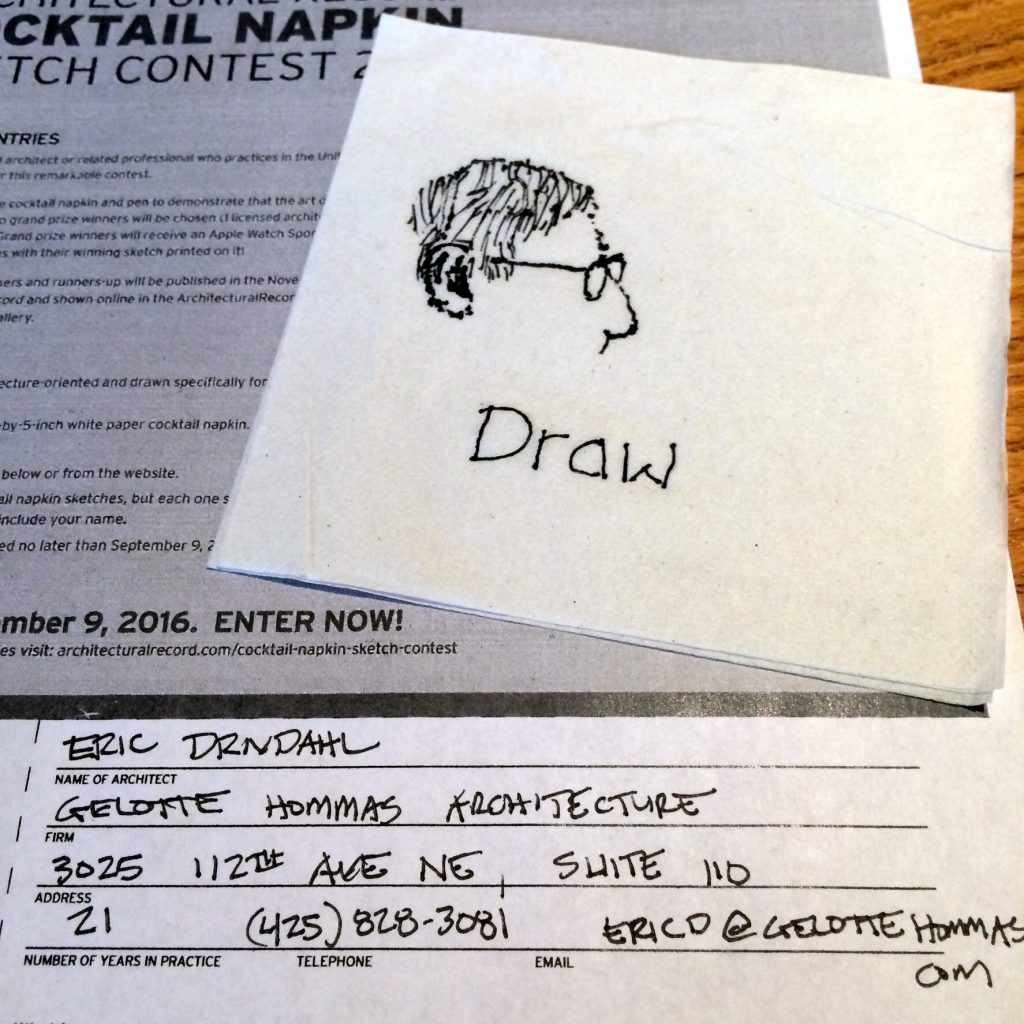 CHITECTURAL RECORD
CKTAIL NAPKIN
TCH CONTEST 2
NTRIES
architect or related professional who practices in the Uni
r this remarkable contest.
e cocktail napkin and pen to demonstrate that the art o
o grand prize winners will be chosen (1 licensed archit
Grand prize winners will receive an Apple Watch Spor
s with their winning sketch printed on it!
ners and runners-up will be published in the Nove
cord and shown online in the ArchitecturalRecor
allery.
ecture-oriented and drawn specifically for
-by-5-inch white paper cocktail napkin.
below or from the website.
ail napkin sketches, but each one s
include your name.
ed no later than September 9, 2
Draw
ember 9, 2016. ENTER NOW!
es visit: architecturalrecord.com/cocktail-napkin-sketch-contest
ERIC DRNDAHL
NAME OF ARCHITECT
GELOTTE HOMMAS ARCHITECTURE
FIRM
3025 112TH AVE NE SUITE 110
ADDRESS
21 (425) 828-3081 ERICD@GELOTTEHOMMAS
NUMBER OF YEARS IN PRACTICE TELEPHONE EMAIL
COM